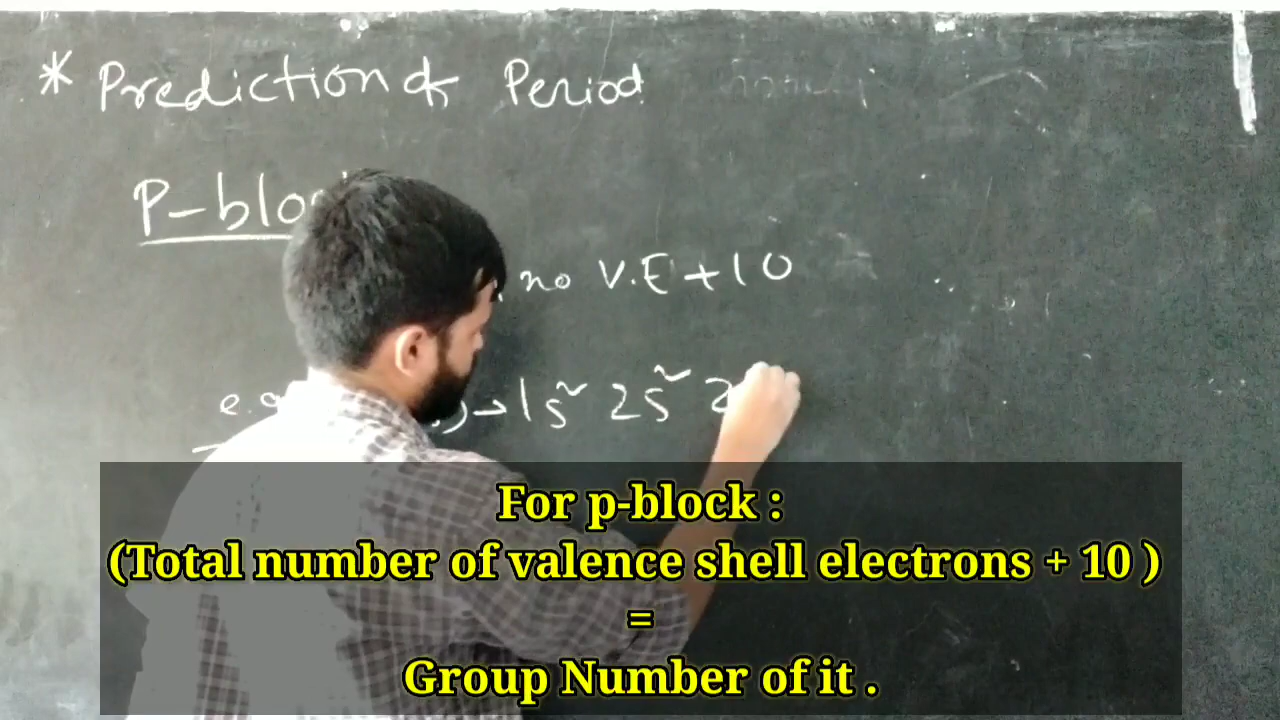 * Prediction of Period
P-bloc
. no V.E + 10
e.g ) → 1s² 2s² 2
For p-block :
(Total number of valence shell electrons + 10 )
=
Group Number of it .